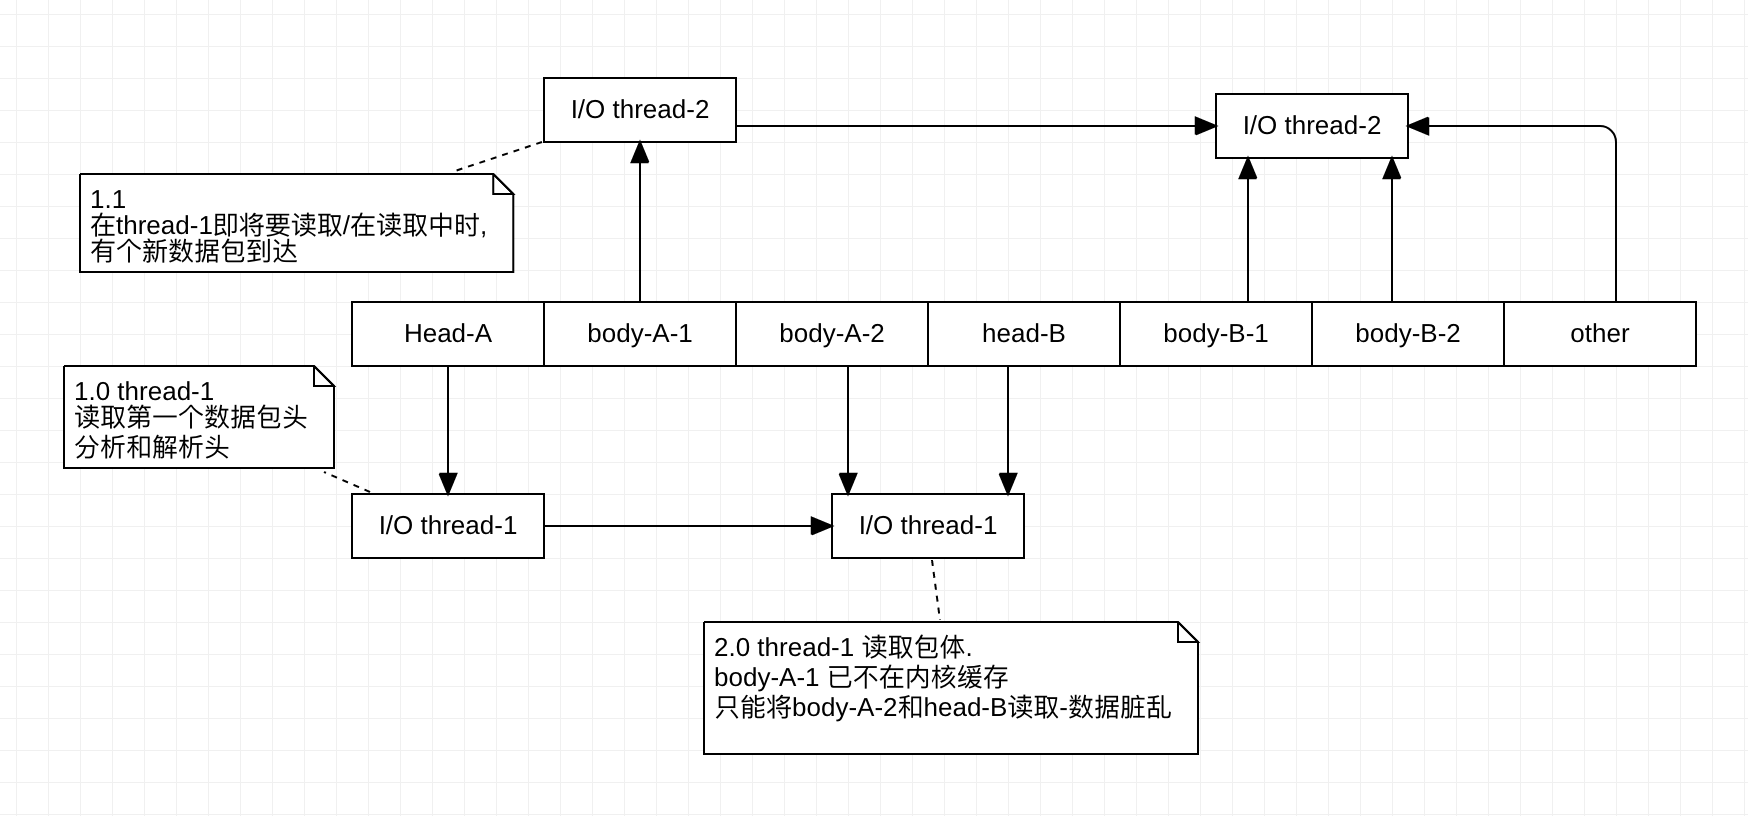 I/O thread-2
I/O thread-2
1.1
在thread-1即将要读取/在读取中时,
有个新数据包到达
Head-A
body-A-1
body-A-2
head-B
body-B-1
body-B-2
other
1.0 thread-1
读取第一个数据包头
分析和解析头
I/O thread-1
I/O thread-1
2.0 thread-1 读取包体.
body-A-1 已不在内核缓存
只能将body-A-2和head-B读取-数据脏乱